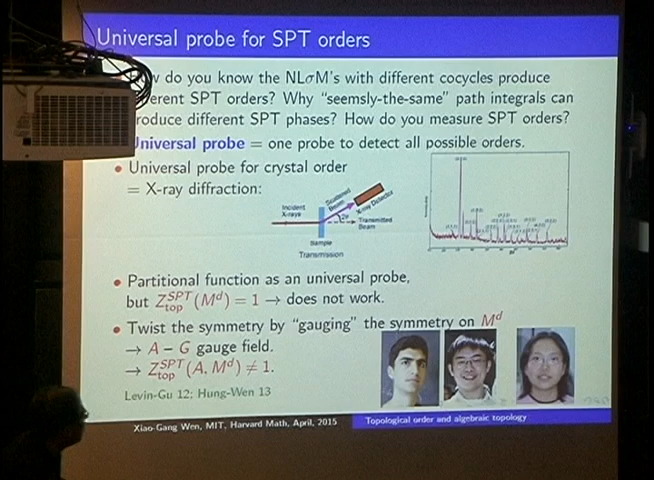 Universal probe for SPT orders
do you know the NLσM's with different cocycles produce
erent SPT orders? Why "seemsly-the-same" path integrals can
roduce different SPT phases? How do you measure SPT orders?
Universal probe = one probe to detect all possible orders.
• Universal probe for crystal order
= X-ray diffraction:
Incident
X-rays
Scattered
Beam
X-ray Detector
2θ
Transmitted
Beam
Sample
Transmission
• Partitional function as an universal probe,
but Z^SPT_top(M^d) = 1 → does not work.
• Twist the symmetry by "gauging" the symmetry on M^d
→ A − G gauge field.
→ Z^SPT_top(A, M^d) ≠ 1.
Levin-Gu 12; Hung-Wen 13
Xiao-Gang Wen, MIT, Harvard Math, April, 2015
Topological order and algebraic topology